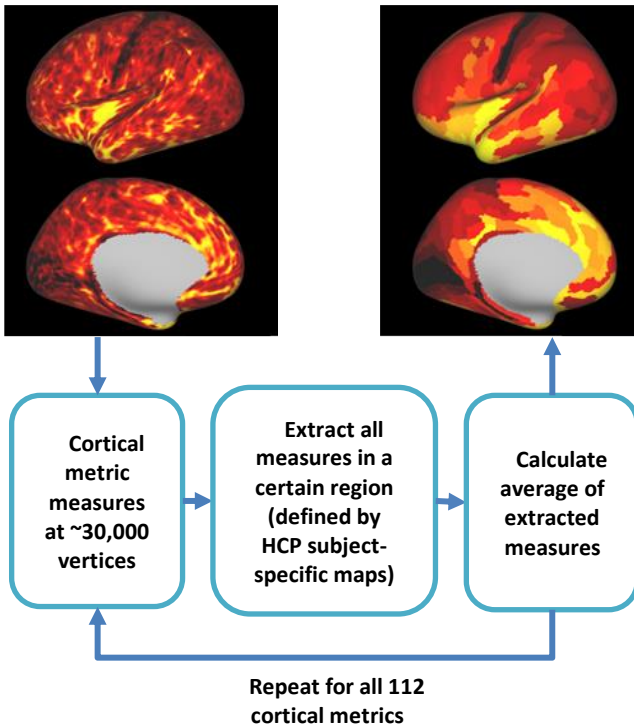 Cortical
metric
measures
at ~30,000
vertices
Extract all
measures in a
certain region
(defined by
HCP subject-
specific maps)
Calculate
average of
extracted
measures
Repeat for all 112
cortical metrics